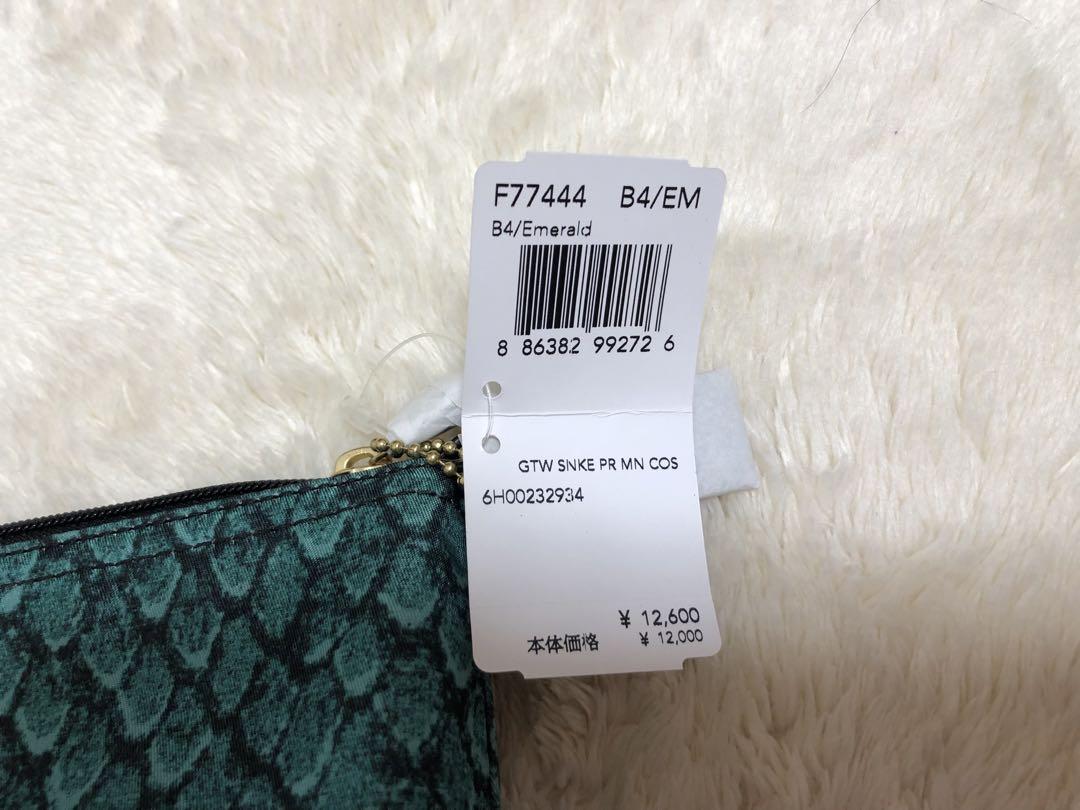 F77444 B4/EM
B4/Emerald
8 86382 99272 6
GTW SNKE PR MN COS
6H00232934
¥ 12,600
本体価格 ¥ 12,000